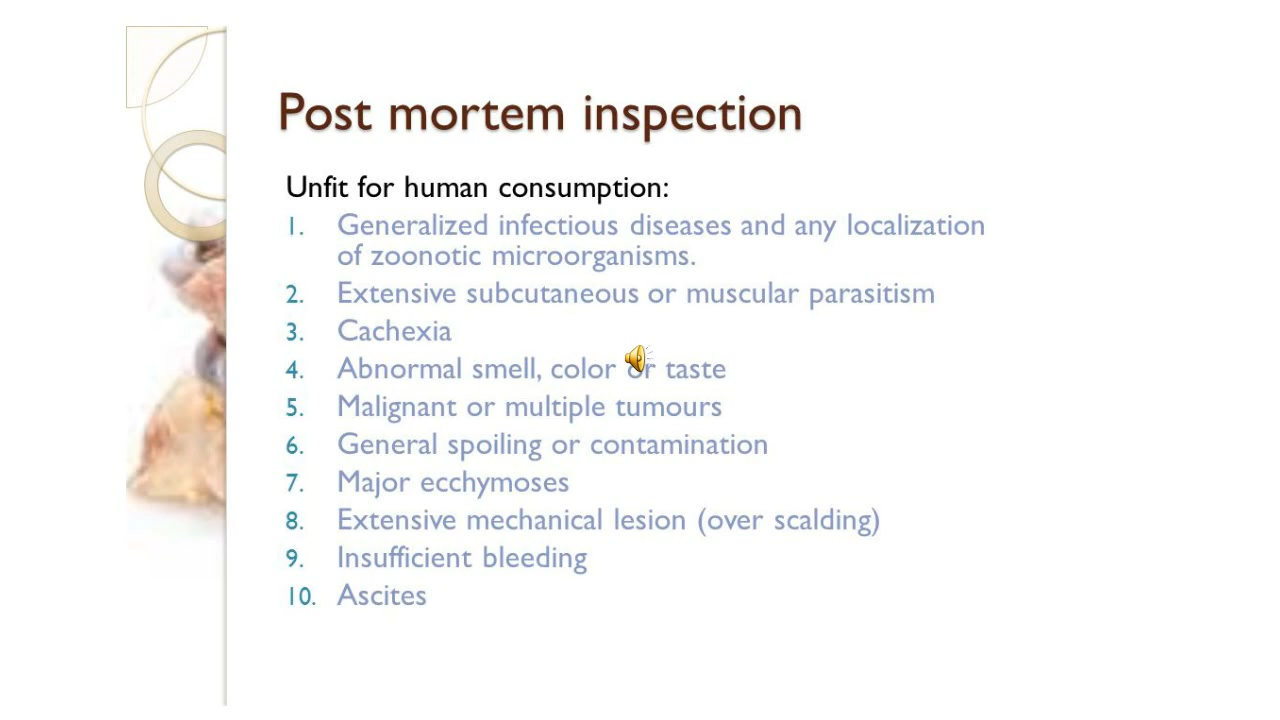 Post mortem inspection
Unfit for human consumption:
1. Generalized infectious diseases and any localization
of zoonotic microorganisms.
2. Extensive subcutaneous or muscular parasitism
3. Cachexia
4. Abnormal smell, color or taste
5. Malignant or multiple tumours
6. General spoiling or contamination
7. Major ecchymoses
8. Extensive mechanical lesion (over scalding)
9. Insufficient bleeding
10. Ascites